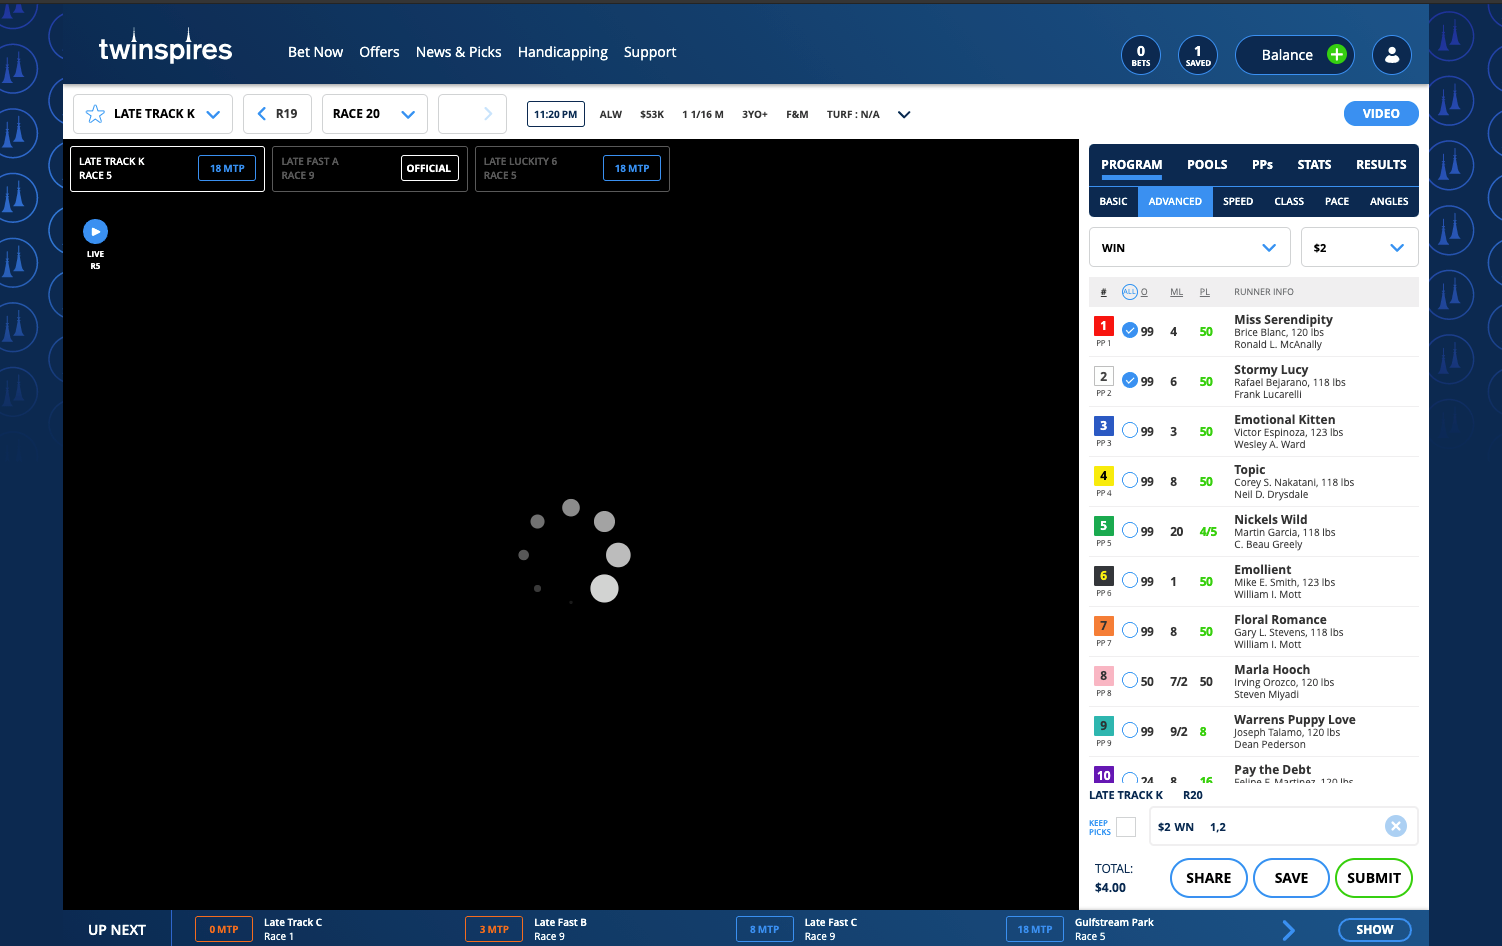 twinspires
Bet Now Offers News & Picks Handicapping Support
0 BETS
1 SAVED
Balance
LATE TRACK K
R19
RACE 20
11:20 PM ALW $53K 1 1/16 M 3YO+ F&M TURF : N/A
VIDEO
LATE TRACK K
RACE 5
18 MTP
LATE FAST A
RACE 9
OFFICIAL
LATE LUCKITY 6
RACE 5
18 MTP
LIVE
R5
PROGRAM POOLS PPs STATS RESULTS
BASIC ADVANCED SPEED CLASS PACE ANGLES
WIN
$2
# ALL O ML PL RUNNER INFO
1 99 4 50 Miss Serendipity
PP 1
Brice Blanc, 120 lbs
Ronald L. McAnally
2 99 6 50 Stormy Lucy
PP 2
Rafael Bejarano, 118 lbs
Frank Lucarelli
3 99 3 50 Emotional Kitten
PP 3
Victor Espinoza, 123 lbs
Wesley A. Ward
4 99 8 50 Topic
PP 4
Corey S. Nakatani, 118 lbs
Neil D. Drysdale
5 99 20 4/5 Nickels Wild
PP 5
Martin Garcia, 118 lbs
C. Beau Greely
6 99 1 50 Emollient
PP 6
Mike E. Smith, 123 lbs
William I. Mott
7 99 8 50 Floral Romance
PP 7
Gary L. Stevens, 118 lbs
William I. Mott
8 50 7/2 50 Marla Hooch
PP 8
Irving Orozco, 120 lbs
Steven Miyadi
9 99 9/2 8 Warrens Puppy Love
PP 9
Joseph Talamo, 120 lbs
Dean Pederson
10 24 8 16 Pay the Debt
Felipe F. Martinez, 120 lbs
LATE TRACK K R20
KEEP
PICKS
$2 WN 1,2
TOTAL:
$4.00
SHARE SAVE SUBMIT
UP NEXT
0 MTP
Late Track C
Race 1
3 MTP
Late Fast B
Race 9
8 MTP
Late Fast C
Race 9
18 MTP
Gulfstream Park
Race 5
SHOW